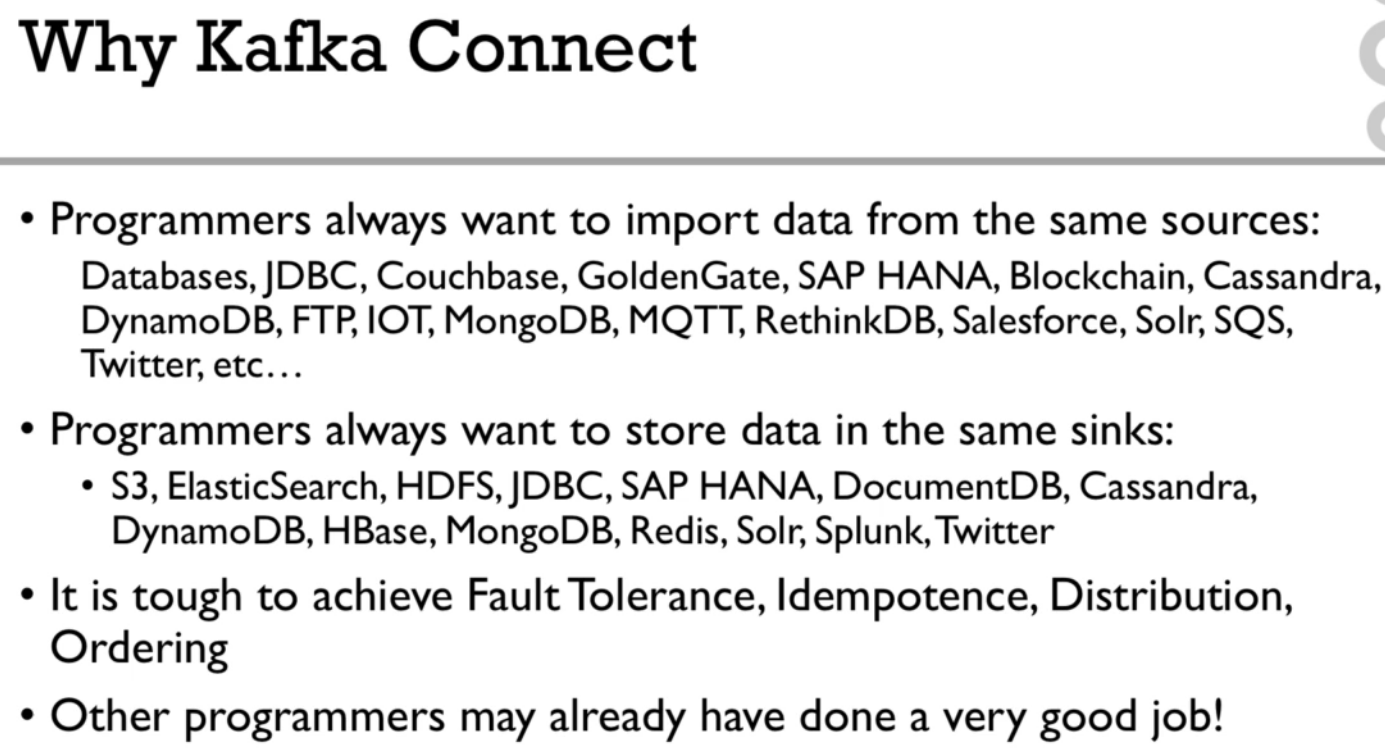 Why Kafka Connect
• Programmers always want to import data from the same sources:
Databases, JDBC, Couchbase, GoldenGate, SAP HANA, Blockchain, Cassandra,
DynamoDB, FTP, IOT, MongoDB, MQTT, RethinkDB, Salesforce, Solr, SQS,
Twitter, etc…
• Programmers always want to store data in the same sinks:
• S3, ElasticSearch, HDFS, JDBC, SAP HANA, DocumentDB, Cassandra,
DynamoDB, HBase, MongoDB, Redis, Solr, Splunk, Twitter
• It is tough to achieve Fault Tolerance, Idempotence, Distribution,
Ordering
• Other programmers may already have done a very good job!